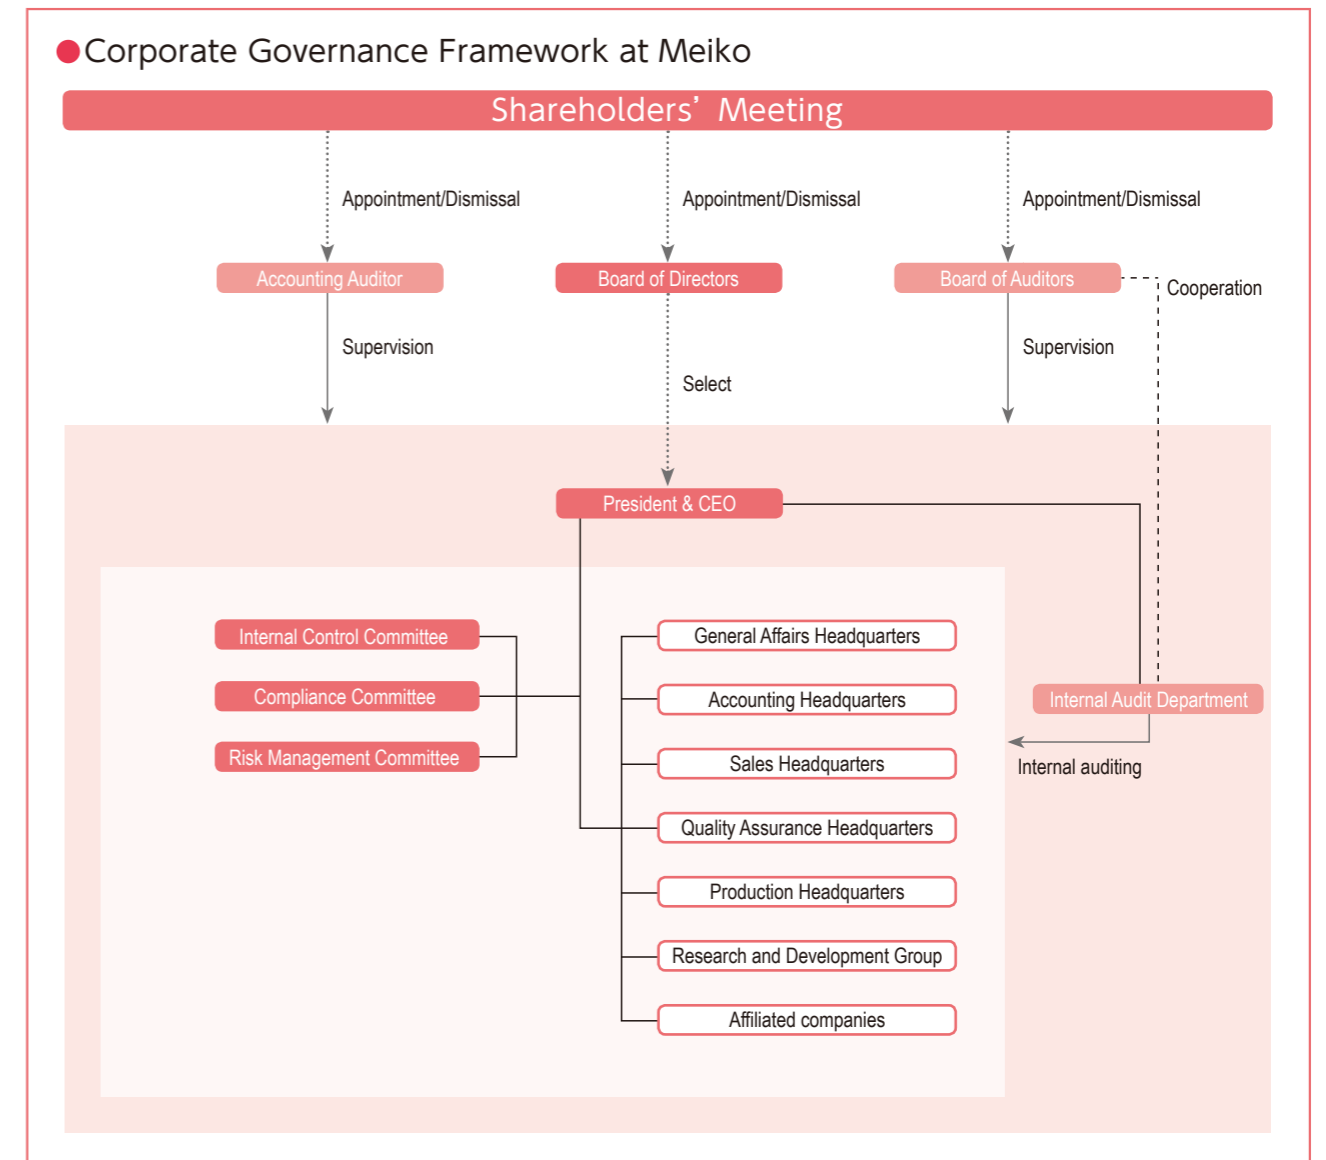 Corporate Governance Framework at Meiko
Shareholders’ Meeting
Appointment/Dismissal
Appointment/Dismissal
Appointment/Dismissal
Accounting Auditor
Board of Directors
Board of Auditors
Cooperation
Supervision
Supervision
Select
President & CEO
Internal Control Committee
Compliance Committee
Risk Management Committee
General Affairs Headquarters
Accounting Headquarters
Sales Headquarters
Quality Assurance Headquarters
Production Headquarters
Research and Development Group
Affiliated companies
Internal Audit Department
Internal auditing